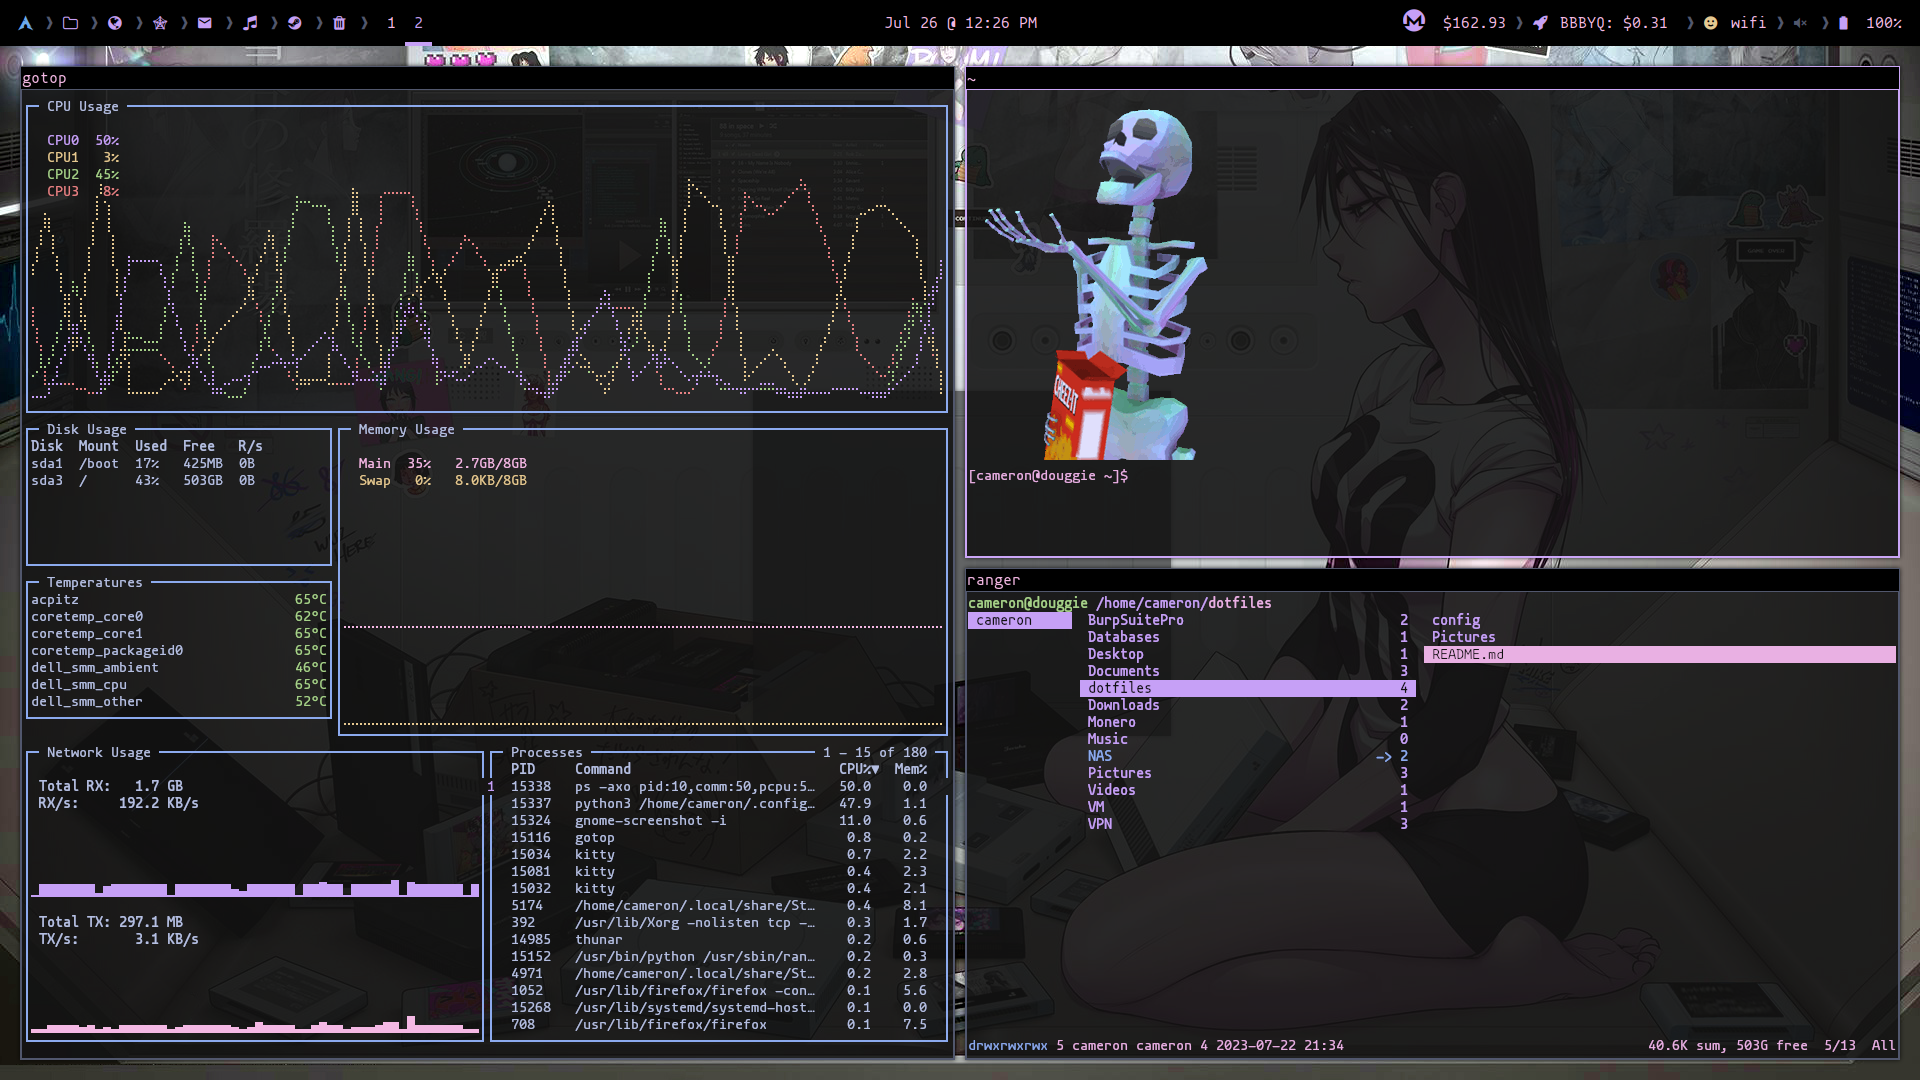 1 2 Jul 26 @ 12:26 PM $162.93 BBBYQ: $0.31 wifi 100%
gotop
CPU Usage
CPU0 50%
CPU1 3%
CPU2 45%
CPU3 8%
Disk Usage
Disk Mount Used Free R/s
sda1 /boot 17% 425MB 0B
sda3 / 43% 503GB 0B
Memory Usage
Main 35% 2.7GB/8GB
Swap 0% 8.0KB/8GB
Temperatures
acpitz 65°C
coretemp_core0 62°C
coretemp_core1 65°C
coretemp_packageid0 65°C
dell_smm_ambient 46°C
dell_smm_cpu 65°C
dell_smm_other 52°C
Network Usage
Total RX: 1.7 GB
RX/s: 192.2 KB/s
Total TX: 297.1 MB
TX/s: 3.1 KB/s
Processes 1 – 15 of 180
PID Command CPU%▼ Mem%
1 15338 ps -axo pid:10,comm:50,pcpu:5… 50.0 0.0
15337 python3 /home/cameron/.config… 47.9 1.1
15324 gnome-screenshot -i 11.0 0.6
15116 gotop 0.8 0.2
15034 kitty 0.7 2.2
15081 kitty 0.4 2.3
15032 kitty 0.4 2.1
5174 /home/cameron/.local/share/St… 0.4 8.1
392 /usr/lib/Xorg -nolisten tcp -… 0.3 1.7
14985 thunar 0.2 0.6
15152 /usr/bin/python /usr/sbin/ran… 0.2 0.3
4971 /home/cameron/.local/share/St… 0.2 2.8
1052 /usr/lib/firefox/firefox -con… 0.1 5.6
15268 /usr/lib/systemd/systemd-host… 0.1 0.0
708 /usr/lib/firefox/firefox 0.1 7.5
~
CHEEZ-IT
[cameron@douggie ~]$
ranger
cameron@douggie /home/cameron/dotfiles
cameron BurpSuitePro 2 config
Databases 1 Pictures
Desktop 1 README.md
Documents 3
dotfiles 4
Downloads 2
Monero 1
Music 0
NAS -> 2
Pictures 3
Videos 1
VM 1
VPN 3
drwxrwxrwx 5 cameron cameron 4 2023-07-22 21:34 40.6K sum, 503G free 5/13 All